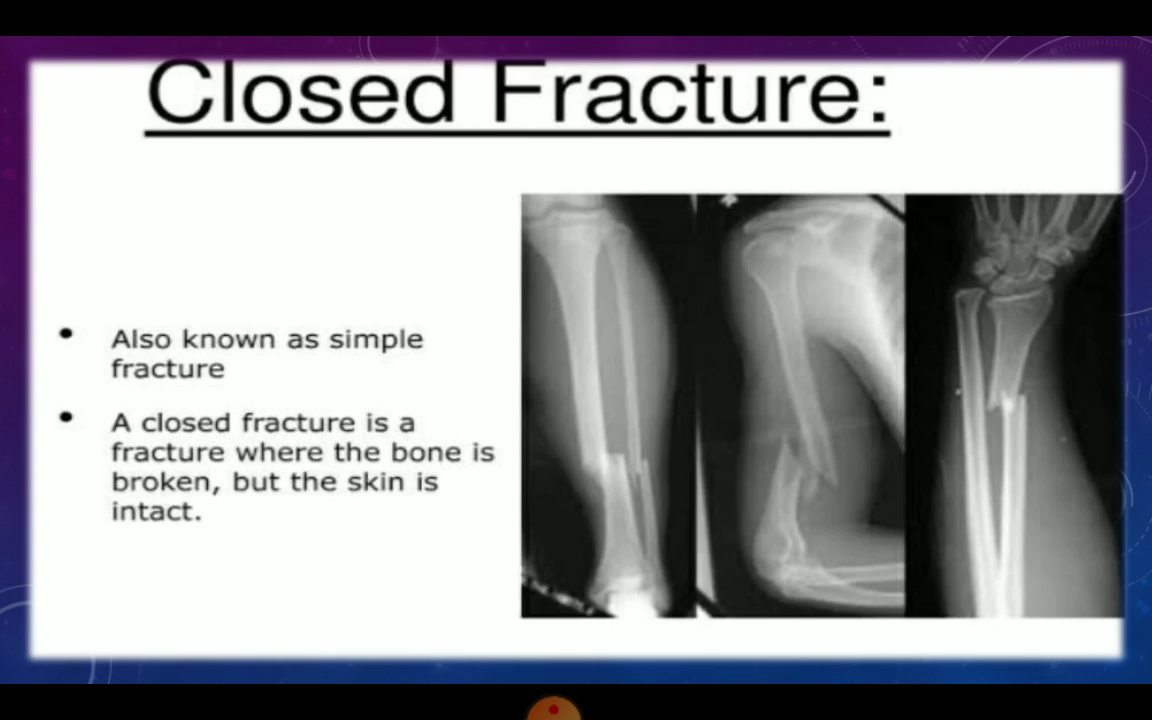 Closed Fracture:
• Also known as simple
fracture
• A closed fracture is a
fracture where the bone is
broken, but the skin is
intact.